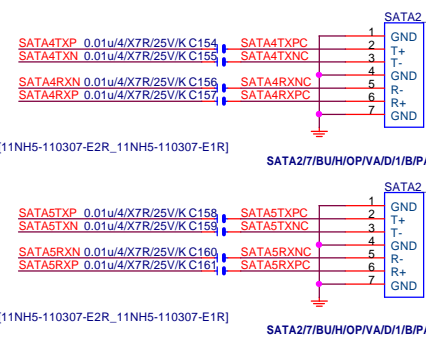 SATA2
SATA4TXP 0.01u/4/X7R/25V/K C154 SATA4TXPC 1 GND
SATA4TXN 0.01u/4/X7R/25V/K C155 SATA4TXNC 2 T+
3 T-
4 GND
SATA4RXN 0.01u/4/X7R/25V/K C156 SATA4RXNC 5 R-
SATA4RXP 0.01u/4/X7R/25V/K C157 SATA4RXPC 6 R+
7 GND
[11NH5-110307-E2R_11NH5-110307-E1R]
SATA2/7/BU/H/OP/VA/D/1/B/PA
SATA2
1 GND
SATA5TXP 0.01u/4/X7R/25V/K C158 SATA5TXPC 2 T+
SATA5TXN 0.01u/4/X7R/25V/K C159 SATA5TXNC 3 T-
4 GND
SATA5RXN 0.01u/4/X7R/25V/K C160 SATA5RXNC 5 R-
SATA5RXP 0.01u/4/X7R/25V/K C161 SATA5RXPC 6 R+
7 GND
[11NH5-110307-E2R_11NH5-110307-E1R]
SATA2/7/BU/H/OP/VA/D/1/B/PA